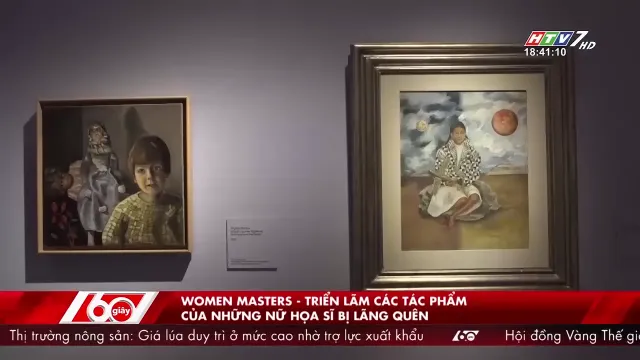 HTV7 HD
18:41:10
60 giây
WOMEN MASTERS - TRIỂN LÃM CÁC TÁC PHẨM
CỦA NHỮNG NỮ HỌA SĨ BỊ LÃNG QUÊN
Thị trường nông sản: Giá lúa duy trì ở mức cao nhờ trợ lực xuất khẩu 60 Hội đồng Vàng Thế gi